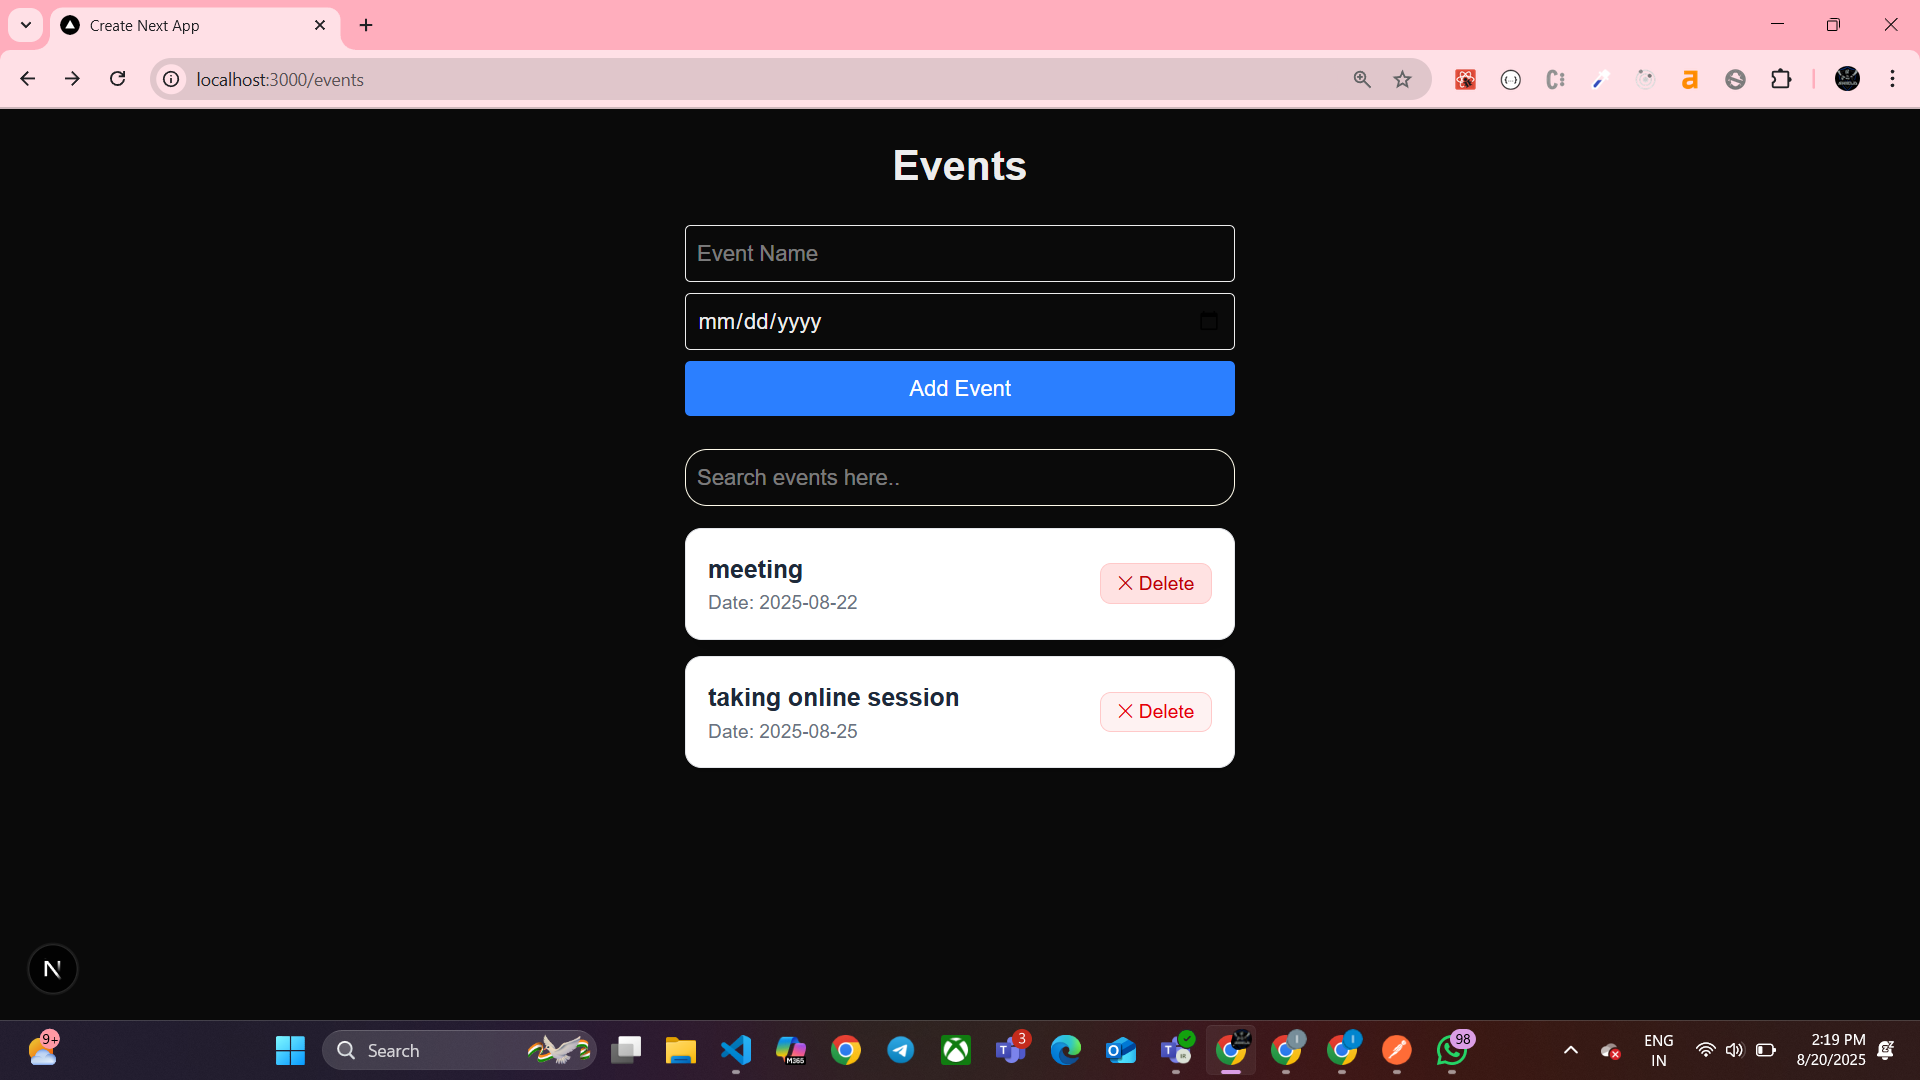 Create Next App
localhost:3000/events
Events
Event Name
mm/dd/yyyy
Add Event
Search events here..
meeting
Date: 2025-08-22
Delete
taking online session
Date: 2025-08-25
Delete
N
9+
Search
M365
3
98
ENG
IN
2:19 PM
8/20/2025